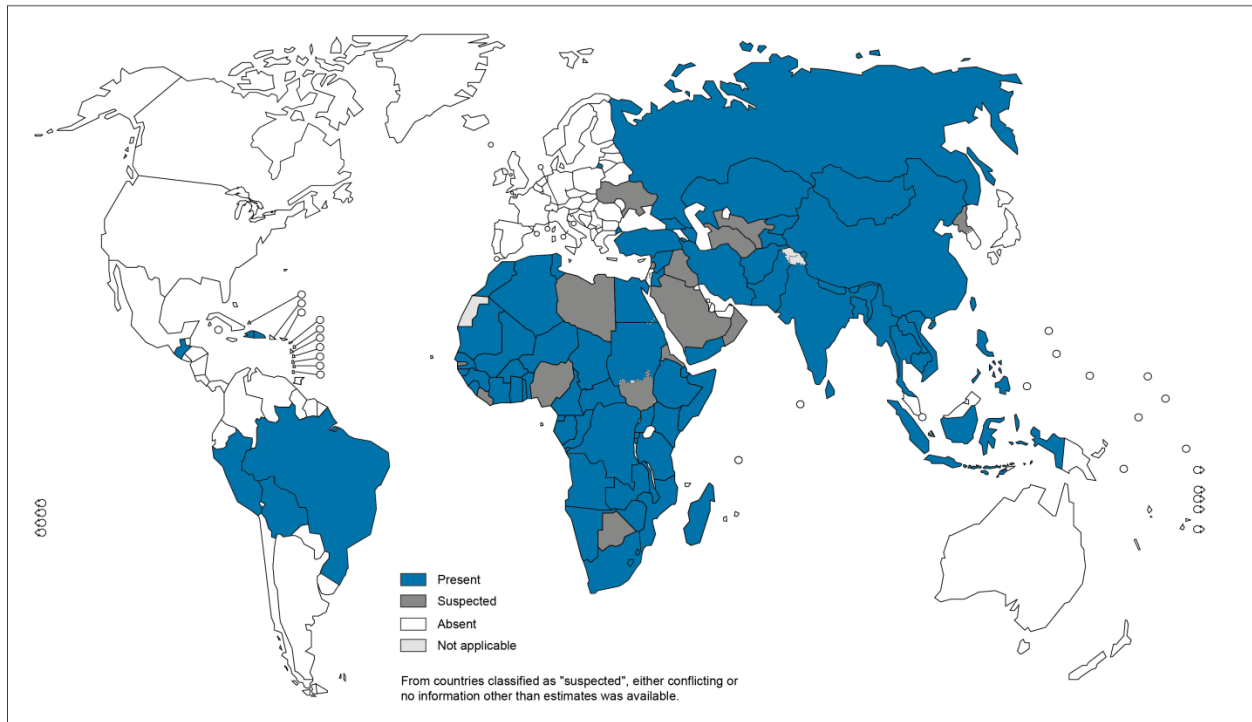 Present
Suspected
Absent
Not applicable
From countries classified as "suspected", either conflicting or
no information other than estimates was available.